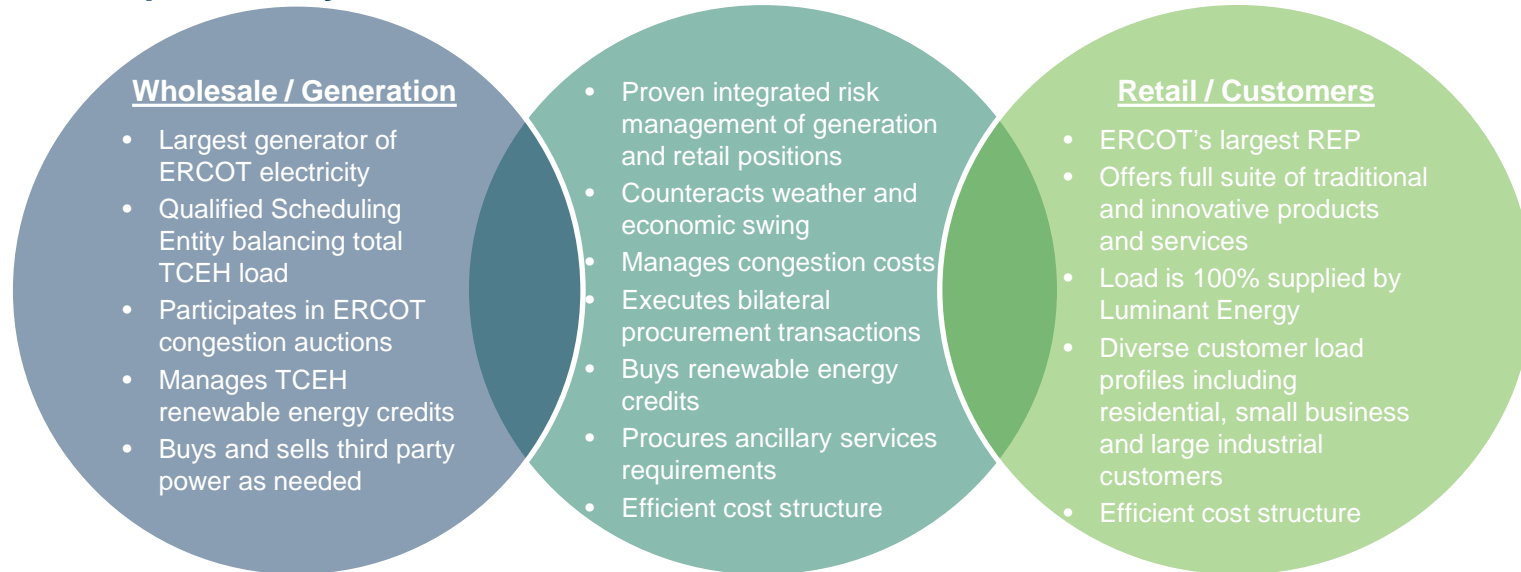 Wholesale / Generation
• Largest generator of
ERCOT electricity
• Qualified Scheduling
Entity balancing total
TCEH load
• Participates in ERCOT
congestion auctions
• Manages TCEH
renewable energy credits
• Buys and sells third party
power as needed
• Proven integrated risk
management of generation
and retail positions
• Counteracts weather and
economic swing
• Manages congestion costs
• Executes bilateral
procurement transactions
• Buys renewable energy
credits
• Procures ancillary services
requirements
• Efficient cost structure
Retail / Customers
• ERCOT’s largest REP
• Offers full suite of traditional
and innovative products
and services
• Load is 100% supplied by
Luminant Energy
• Diverse customer load
profiles including
residential, small business
and large industrial
customers
• Efficient cost structure